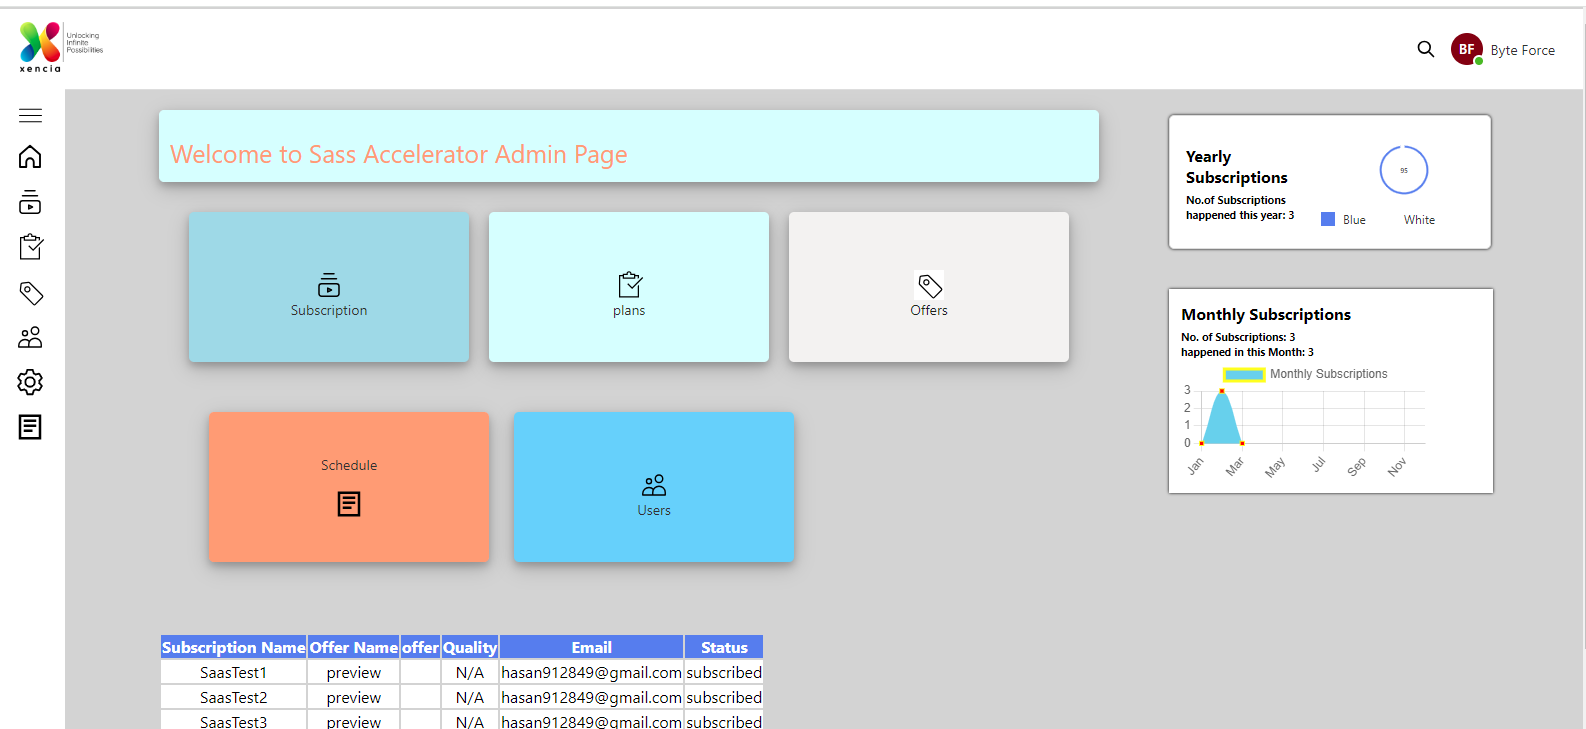 Unlocking
Infinite
Possibilities
xencia
BF
Byte Force
Welcome to Sass Accelerator Admin Page
Subscription
plans
Offers
Schedule
Users
Yearly
Subscriptions
No.of Subscriptions
happened this year: 3
95
Blue White
Monthly Subscriptions
No. of Subscriptions: 3
happened in this Month: 3
Monthly Subscriptions
3
2
1
0
Jan Mar May Jul Sep Nov
Subscription Name Offer Name offer Quality Email Status
SaasTest1 preview N/A hasan912849@gmail.com subscribed
SaasTest2 preview N/A hasan912849@gmail.com subscribed
SaasTest3 preview N/A hasan912849@gmail.com subscribed